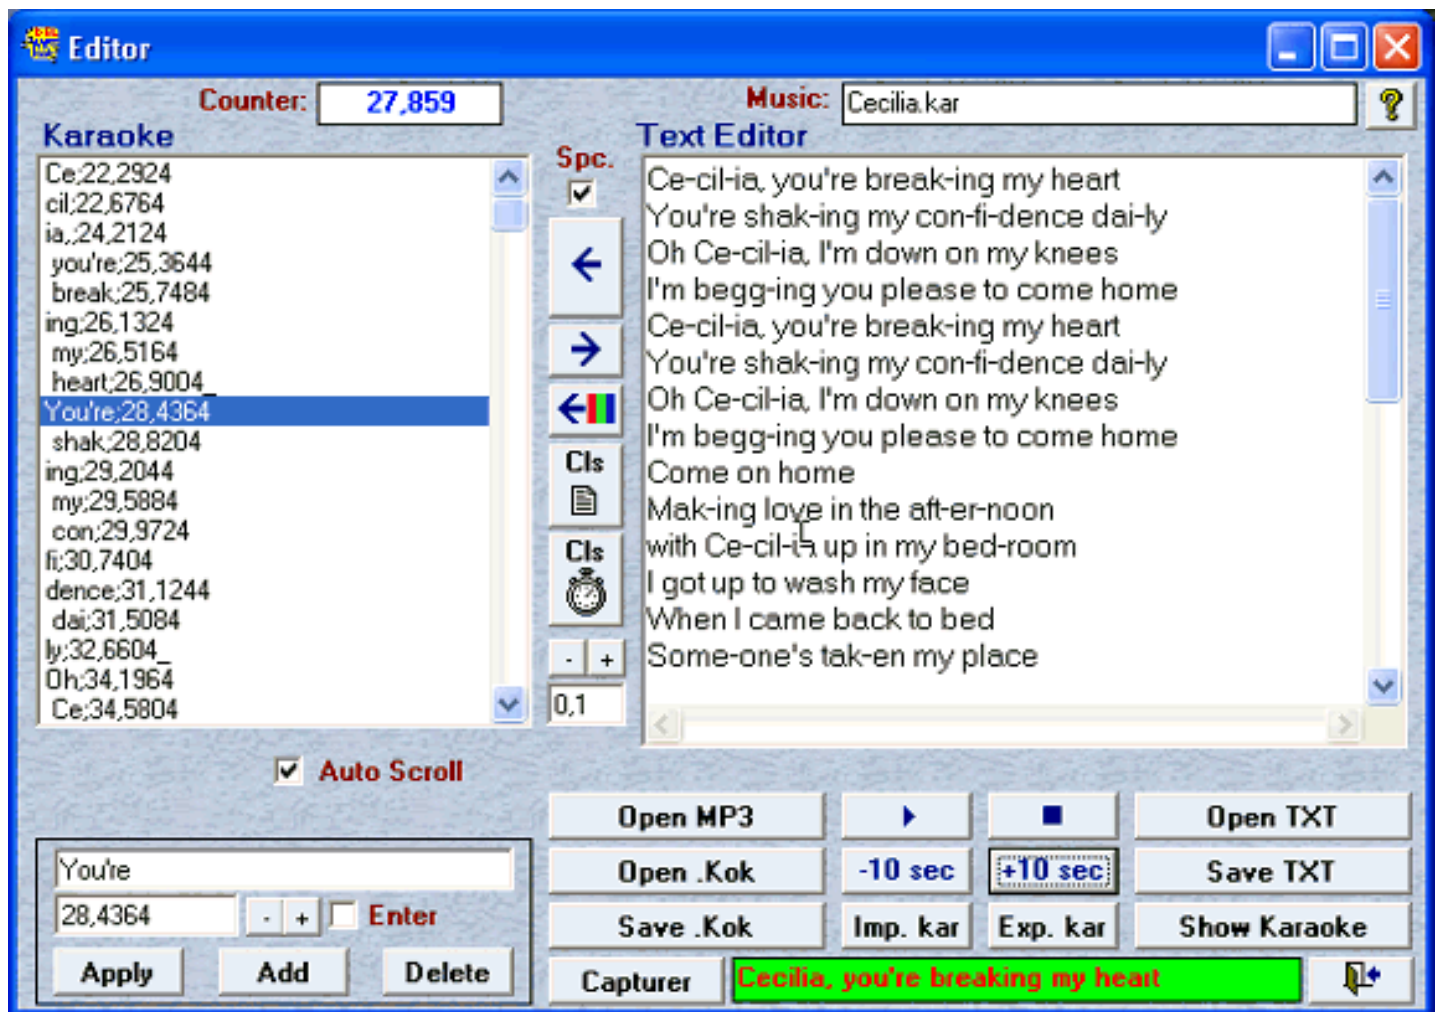 Editor
Counter: 27,859
Music: Cecilia.kar
Karaoke
Ce;22,2924
cil;22,6764
ia,;24,2124
you're;25,3644
break;25,7484
ing;26,1324
my;26,5164
heart;26,9004_
You're;28,4364
shak;28,8204
ing;29,2044
my;29,5884
con;29,9724
fi;30,7404
dence;31,1244
dai;31,5084
ly;32,6604_
Oh;34,1964
Ce;34,5804
Auto Scroll
Spc.
Cls
Cls
- +
0,1
Text Editor
Ce-cil-ia, you're break-ing my heart
You're shak-ing my con-fi-dence dai-ly
Oh Ce-cil-ia, I'm down on my knees
I'm begg-ing you please to come home
Ce-cil-ia, you're break-ing my heart
You're shak-ing my con-fi-dence dai-ly
Oh Ce-cil-ia, I'm down on my knees
I'm begg-ing you please to come home
Come on home
Mak-ing love in the aft-er-noon
with Ce-cil-ia up in my bed-room
I got up to wash my face
When I came back to bed
Some-one's tak-en my place
You're
28,4364 - + Enter
Apply Add Delete
Open MP3 Open TXT
Open .Kok -10 sec +10 sec Save TXT
Save .Kok Imp. kar Exp. kar Show Karaoke
Capturer Cecilia, you're breaking my heart